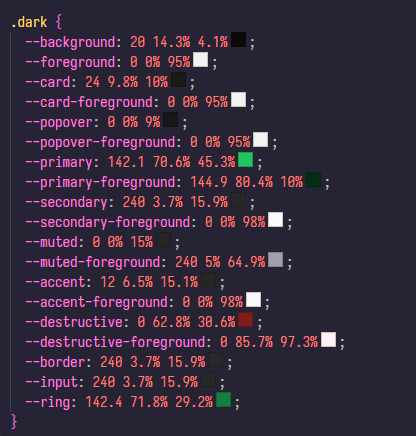 .dark {
--background: 20 14.3% 4.1%;
--foreground: 0 0% 95%;
--card: 24 9.8% 10%;
--card-foreground: 0 0% 95%;
--popover: 0 0% 9%;
--popover-foreground: 0 0% 95%;
--primary: 142.1 70.6% 45.3%;
--primary-foreground: 144.9 80.4% 10%;
--secondary: 240 3.7% 15.9%;
--secondary-foreground: 0 0% 98%;
--muted: 0 0% 15%;
--muted-foreground: 240 5% 64.9%;
--accent: 12 6.5% 15.1%;
--accent-foreground: 0 0% 98%;
--destructive: 0 62.8% 30.6%;
--destructive-foreground: 0 85.7% 97.3%;
--border: 240 3.7% 15.9%;
--input: 240 3.7% 15.9%;
--ring: 142.4 71.8% 29.2%;
}